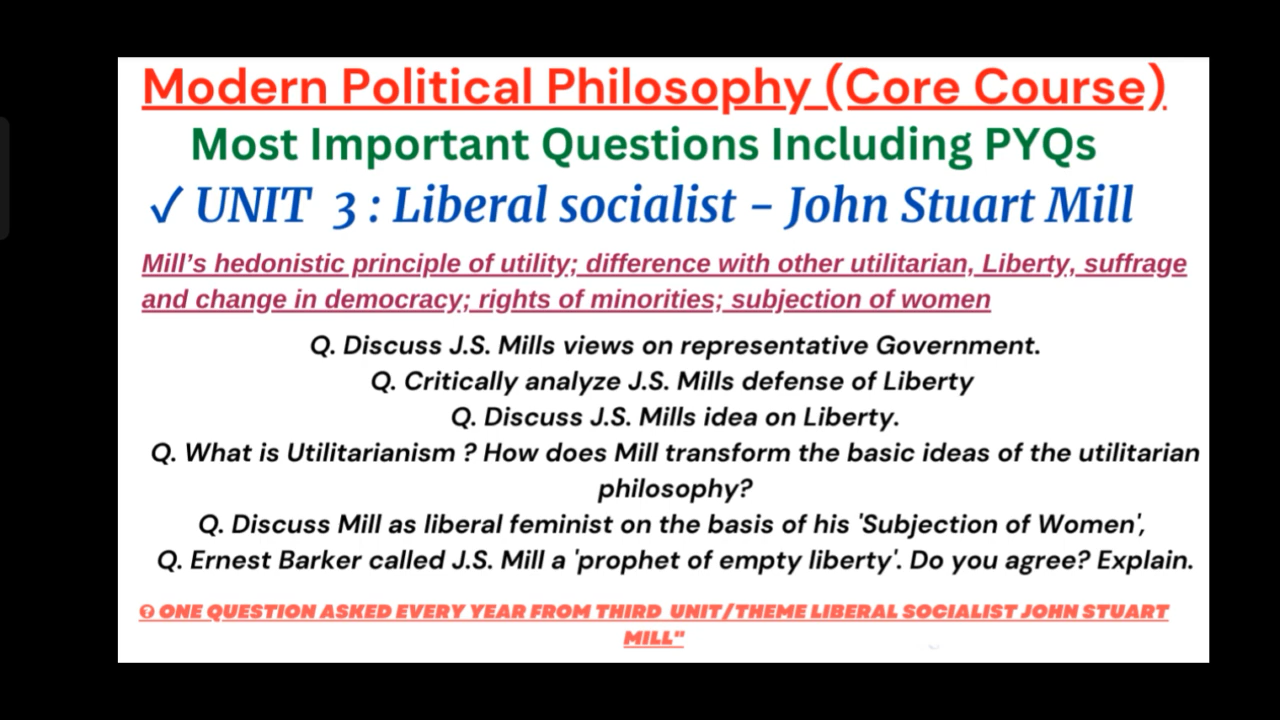 Modern Political Philosophy (Core Course)
Most Important Questions Including PYQs
✓ UNIT 3 : Liberal socialist - John Stuart Mill
Mill's hedonistic principle of utility; difference with other utilitarian, Liberty, suffrage
and change in democracy; rights of minorities; subjection of women
Q. Discuss J.S. Mills views on representative Government.
Q. Critically analyze J.S. Mills defense of Liberty
Q. Discuss J.S. Mills idea on Liberty.
Q. What is Utilitarianism ? How does Mill transform the basic ideas of the utilitarian
philosophy?
Q. Discuss Mill as liberal feminist on the basis of his 'Subjection of Women',
Q. Ernest Barker called J.S. Mill a 'prophet of empty liberty'. Do you agree? Explain.
ONE QUESTION ASKED EVERY YEAR FROM THIRD UNIT/THEME LIBERAL SOCIALIST JOHN STUART
MILL"